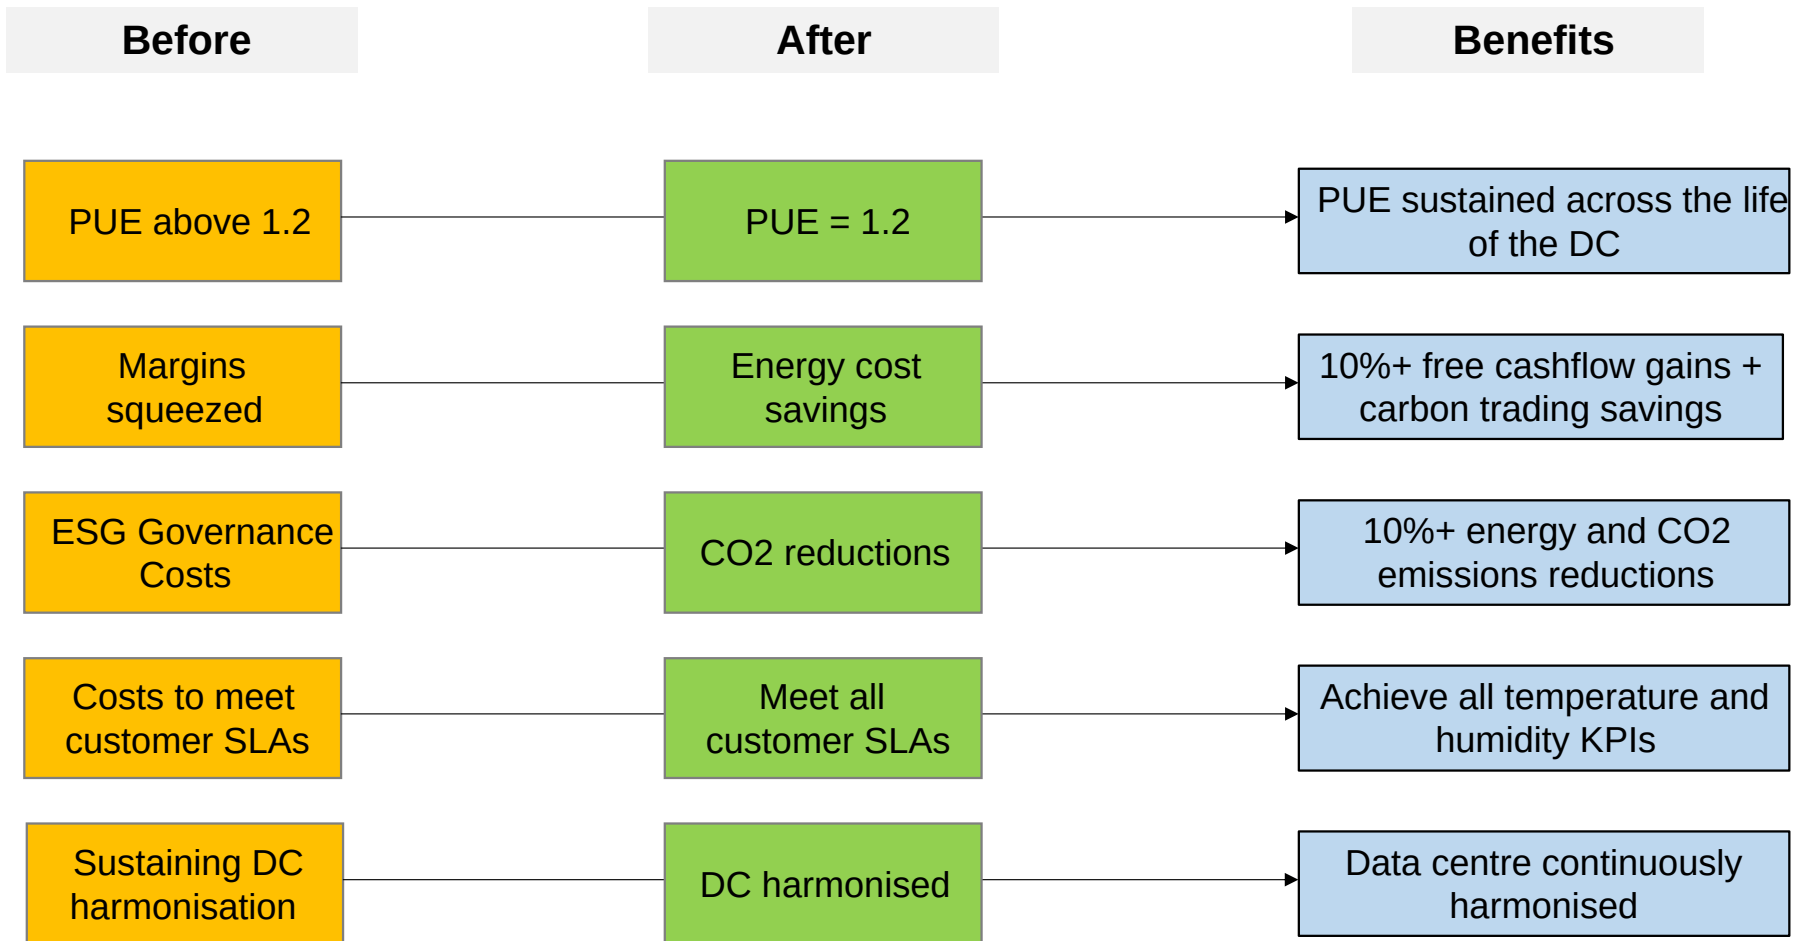 Before
After
Benefits
PUE above 1.2
PUE = 1.2
PUE sustained across the life
of the DC
Margins
squeezed
Energy cost
savings
10%+ free cashflow gains +
carbon trading savings
ESG Governance
Costs
CO2 reductions
10%+ energy and CO2
emissions reductions
Costs to meet
customer SLAs
Meet all
customer SLAs
Achieve all temperature and
humidity KPIs
Sustaining DC
harmonisation
DC harmonised
Data centre continuously
harmonised